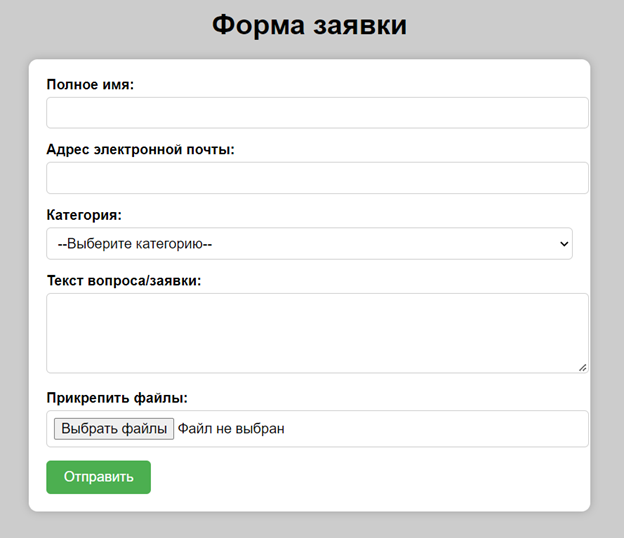 Форма заявки
Полное имя:
Адрес электронной почты:
Категория:
--Выберите категорию--
Текст вопроса/заявки:
Прикрепить файлы:
Выбрать файлы Файл не выбран
Отправить